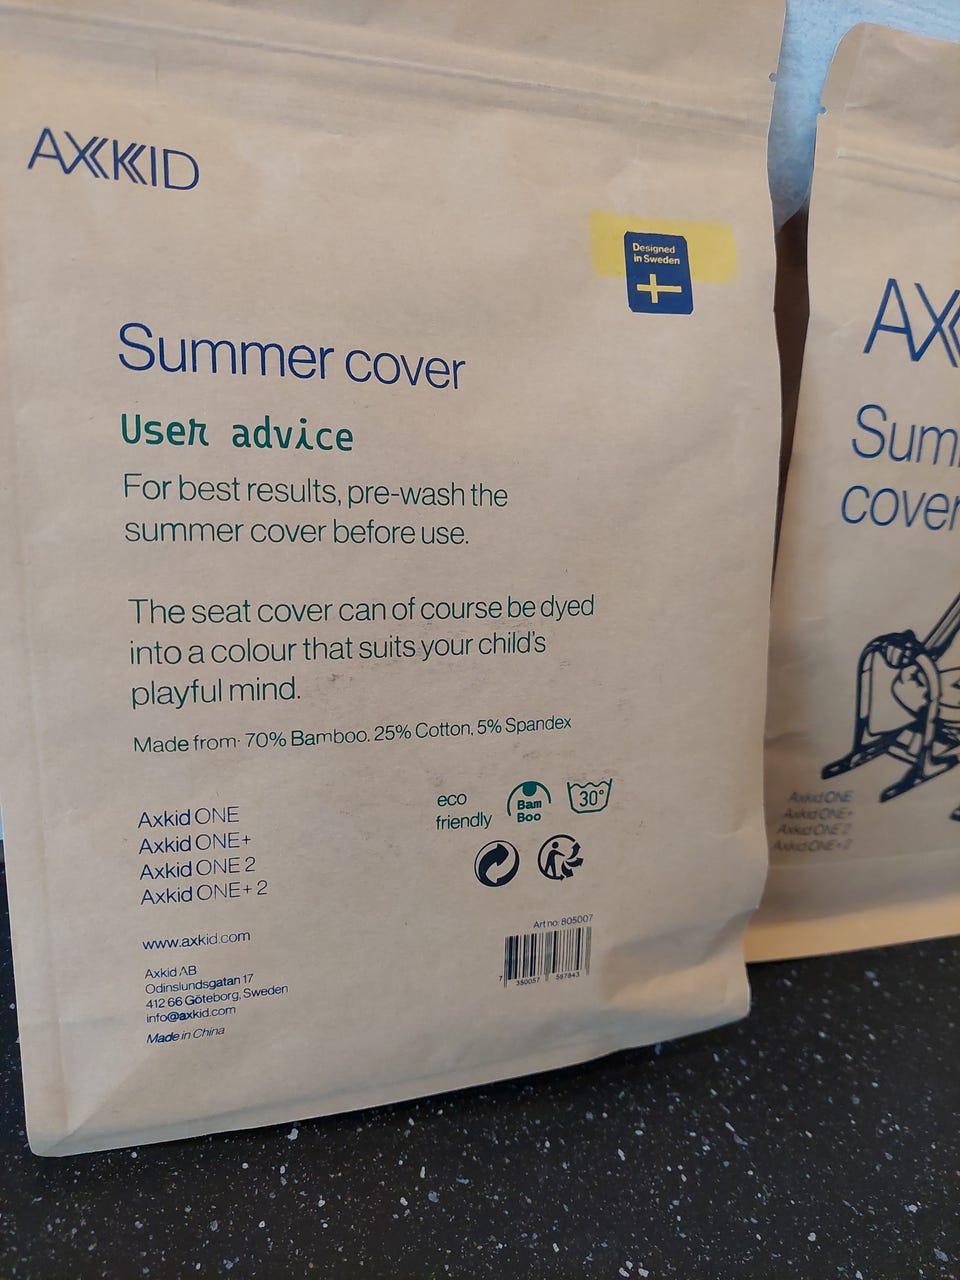 AXKID
Designed
in Sweden
Summer cover
User advice
For best results, pre-wash the
summer cover before use.
The seat cover can of course be dyed
into a colour that suits your child's
playful mind.
Made from: 70% Bamboo, 25% Cotton, 5% Spandex
Axkid ONE
Axkid ONE+
Axkid ONE 2
Axkid ONE+ 2
eco
friendly
Bam
Boo
30°
www.axkid.com
Axkid AB
Odinslundsgatan 17
412 66 Göteborg, Sweden
info@axkid.com
Made in China
Art no: 805007
7 350057 587843
AX
Sum
cover
Axkid ONE
Axkid ONE+
Axkid ONE 2
Axkid ONE+ 2